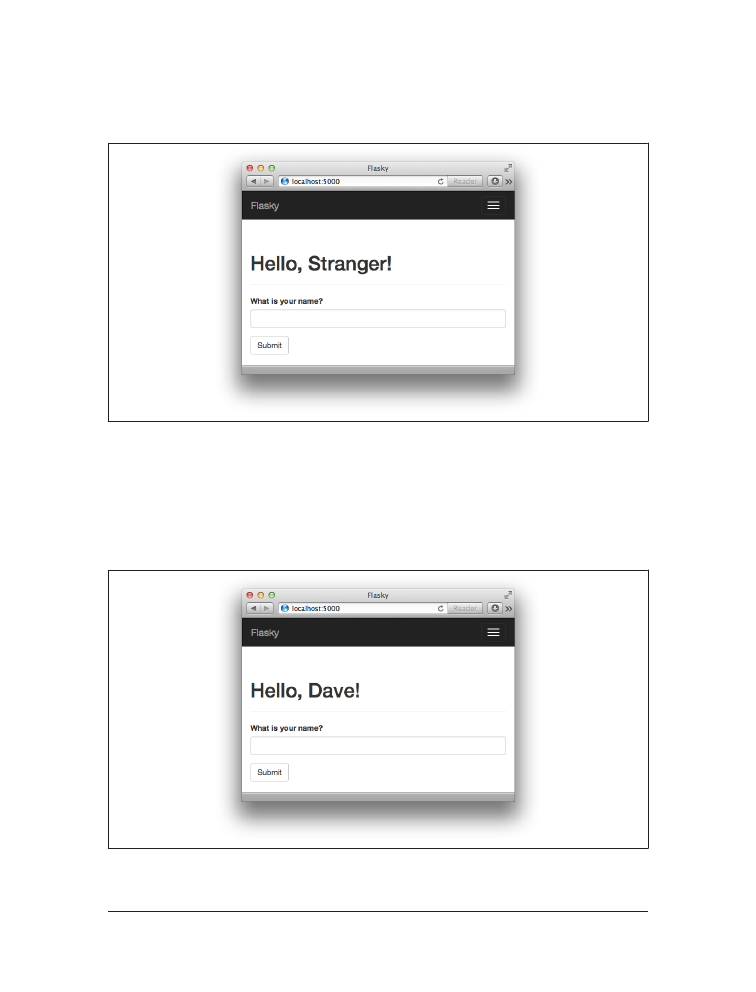 Flasky
localhost:5000
Reader
Flasky
Hello, Stranger!
What is your name?
Submit
Flasky
localhost:5000
Reader
Flasky
Hello, Dave!
What is your name?
Submit